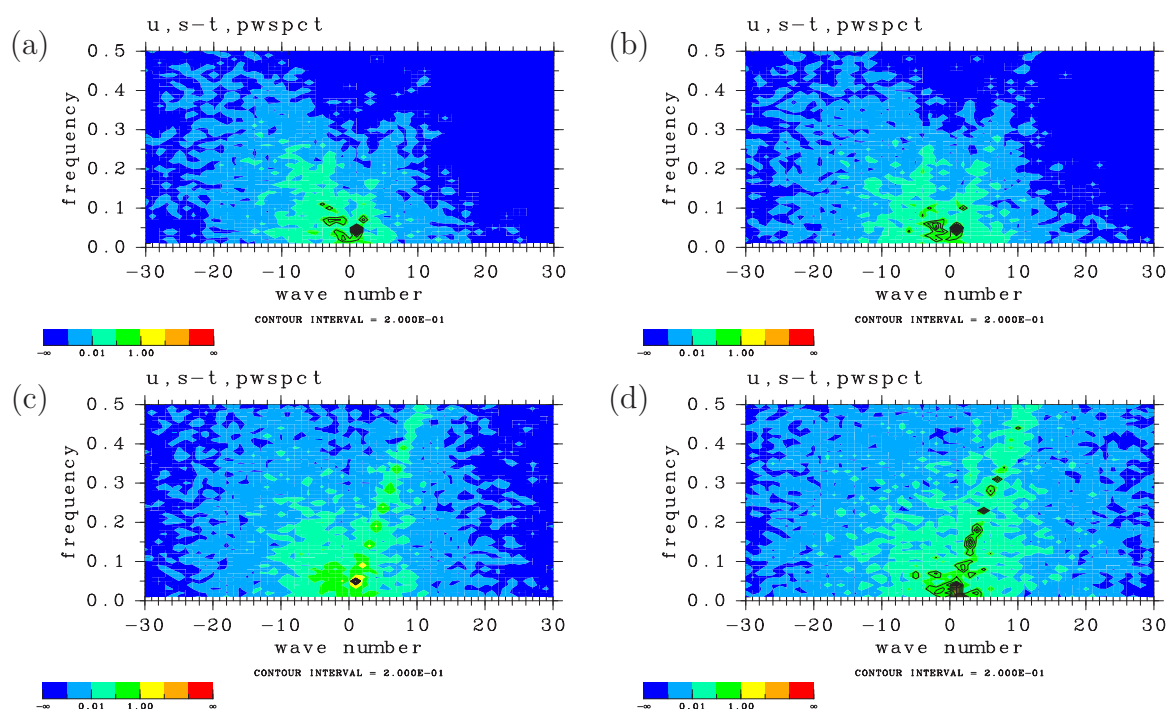 (a)
u,s-t,pwspct
frequency
0.5
0.4
0.3
0.2
0.1
0.0
-30 -20 -10 0 10 20 30
wave number
CONTOUR INTERVAL = 2.000E-01
-∞ 0.01 1.00 ∞
(b)
u,s-t,pwspct
frequency
0.5
0.4
0.3
0.2
0.1
0.0
-30 -20 -10 0 10 20 30
wave number
CONTOUR INTERVAL = 2.000E-01
-∞ 0.01 1.00 ∞
(c)
u,s-t,pwspct
frequency
0.5
0.4
0.3
0.2
0.1
0.0
-30 -20 -10 0 10 20 30
wave number
CONTOUR INTERVAL = 2.000E-01
-∞ 0.01 1.00 ∞
(d)
u,s-t,pwspct
frequency
0.5
0.4
0.3
0.2
0.1
0.0
-30 -20 -10 0 10 20 30
wave number
CONTOUR INTERVAL = 2.000E-01
-∞ 0.01 1.00 ∞